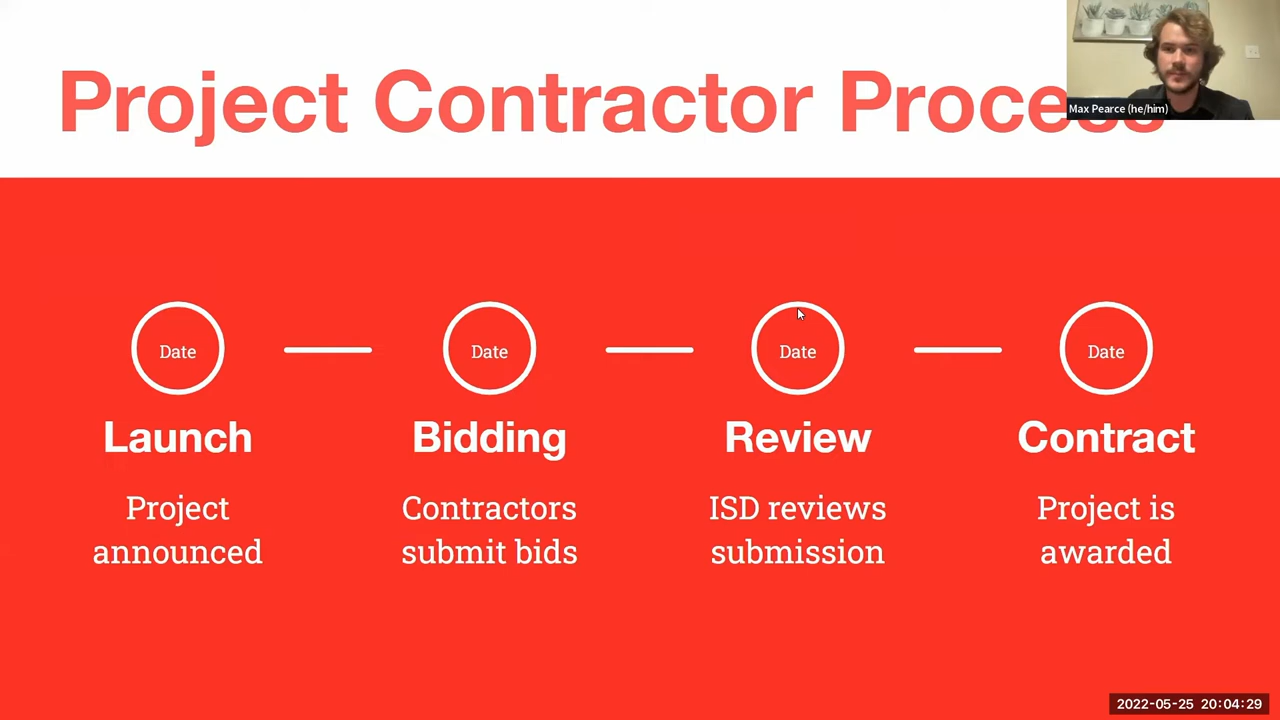 Project Contractor Process
Max Pearce (he/him)
Date
Date
Date
Date
Launch
Bidding
Review
Contract
Project
announced
Contractors
submit bids
ISD reviews
submission
Project is
awarded
2022-05-25 20:04:29